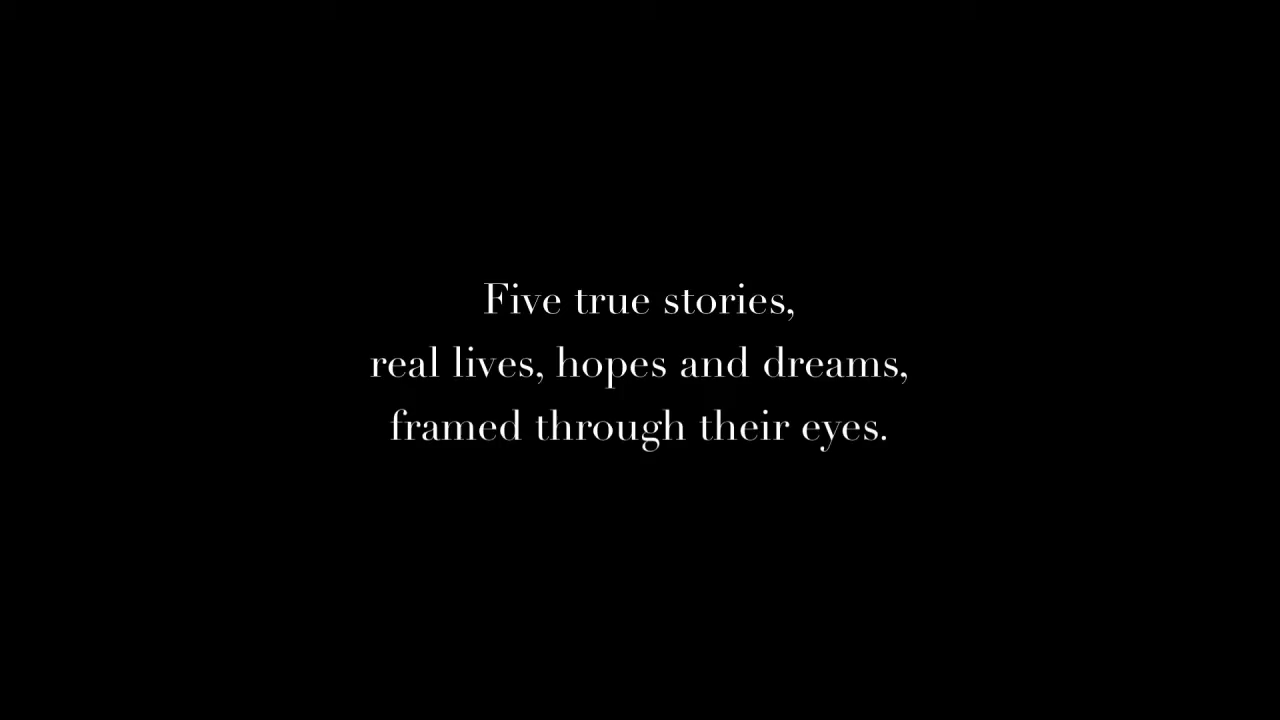 Five true stories,
real lives, hopes and dreams,
framed through their eyes.